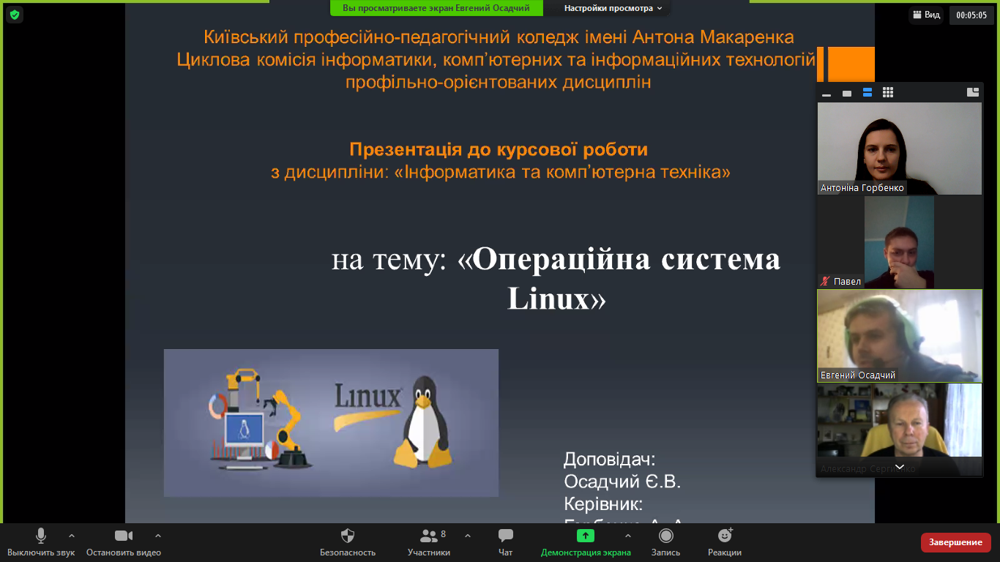 Вы просматриваете экран Евгений Осадчий
Настройки просмотра
Вид
00:05:05
Київський професійно-педагогічний коледж імені Антона Макаренка
Циклова комісія інформатики, комп’ютерних та інформаційних технологій
профільно-орієнтованих дисциплін
Презентація до курсової роботи
з дисципліни: «Інформатика та комп’ютерна техніка»
на тему: «Операційна система
Linux»
Linux
Доповідач:
Осадчий Є.В.
Керівник:
Антоніна Горбенко
Павел
Евгений Осадчий
Александр Сергиенко
Выключить звук
Остановить видео
Безопасность
Участники
8
Чат
Демонстрация экрана
Запись
Реакции
Завершение